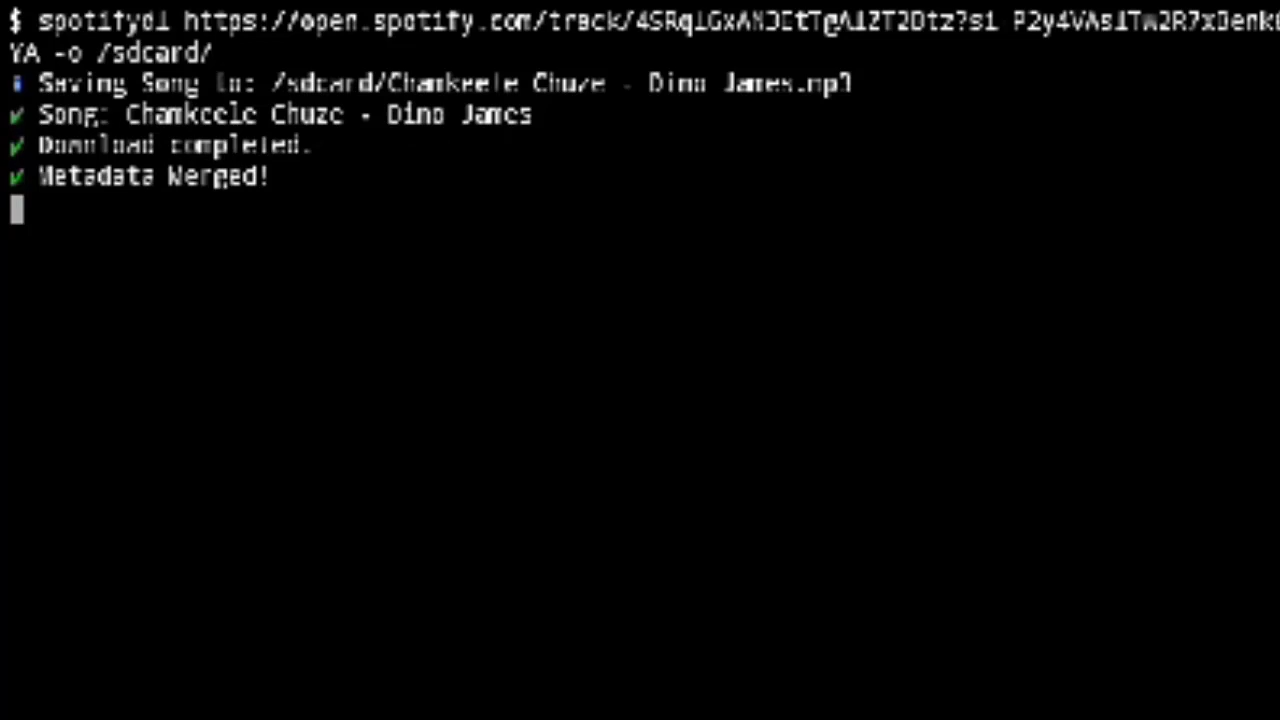 $ spotifydl https://open.spotify.com/track/
YA -o /sdcard/
i Saving Song to: /sdcard/Chamkeele Chuze - Dino James.mp3
✔ Song: Chamkeele Chuze - Dino James
✔ Download completed.
✔ Metadata Merged!